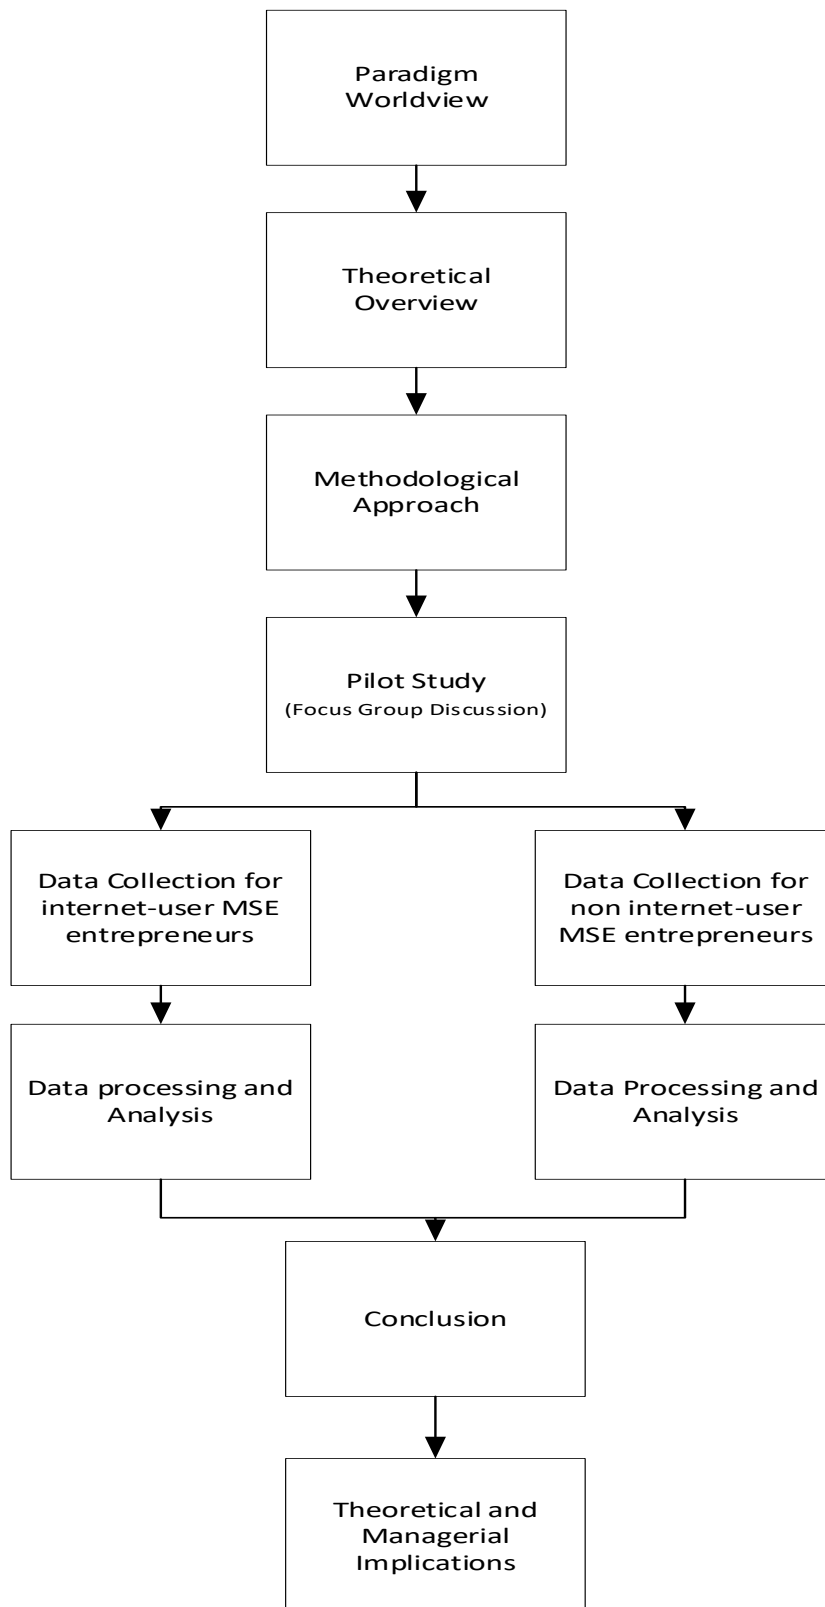 Paradigm
Worldview
Theoretical
Overview
Methodological
Approach
Pilot Study
(Focus Group Discussion)
Data Collection for
internet-user MSE
entrepreneurs
Data Collection for
non internet-user
MSE entrepreneurs
Data processing and
Analysis
Data Processing and
Analysis
Conclusion
Theoretical and
Managerial
Implications